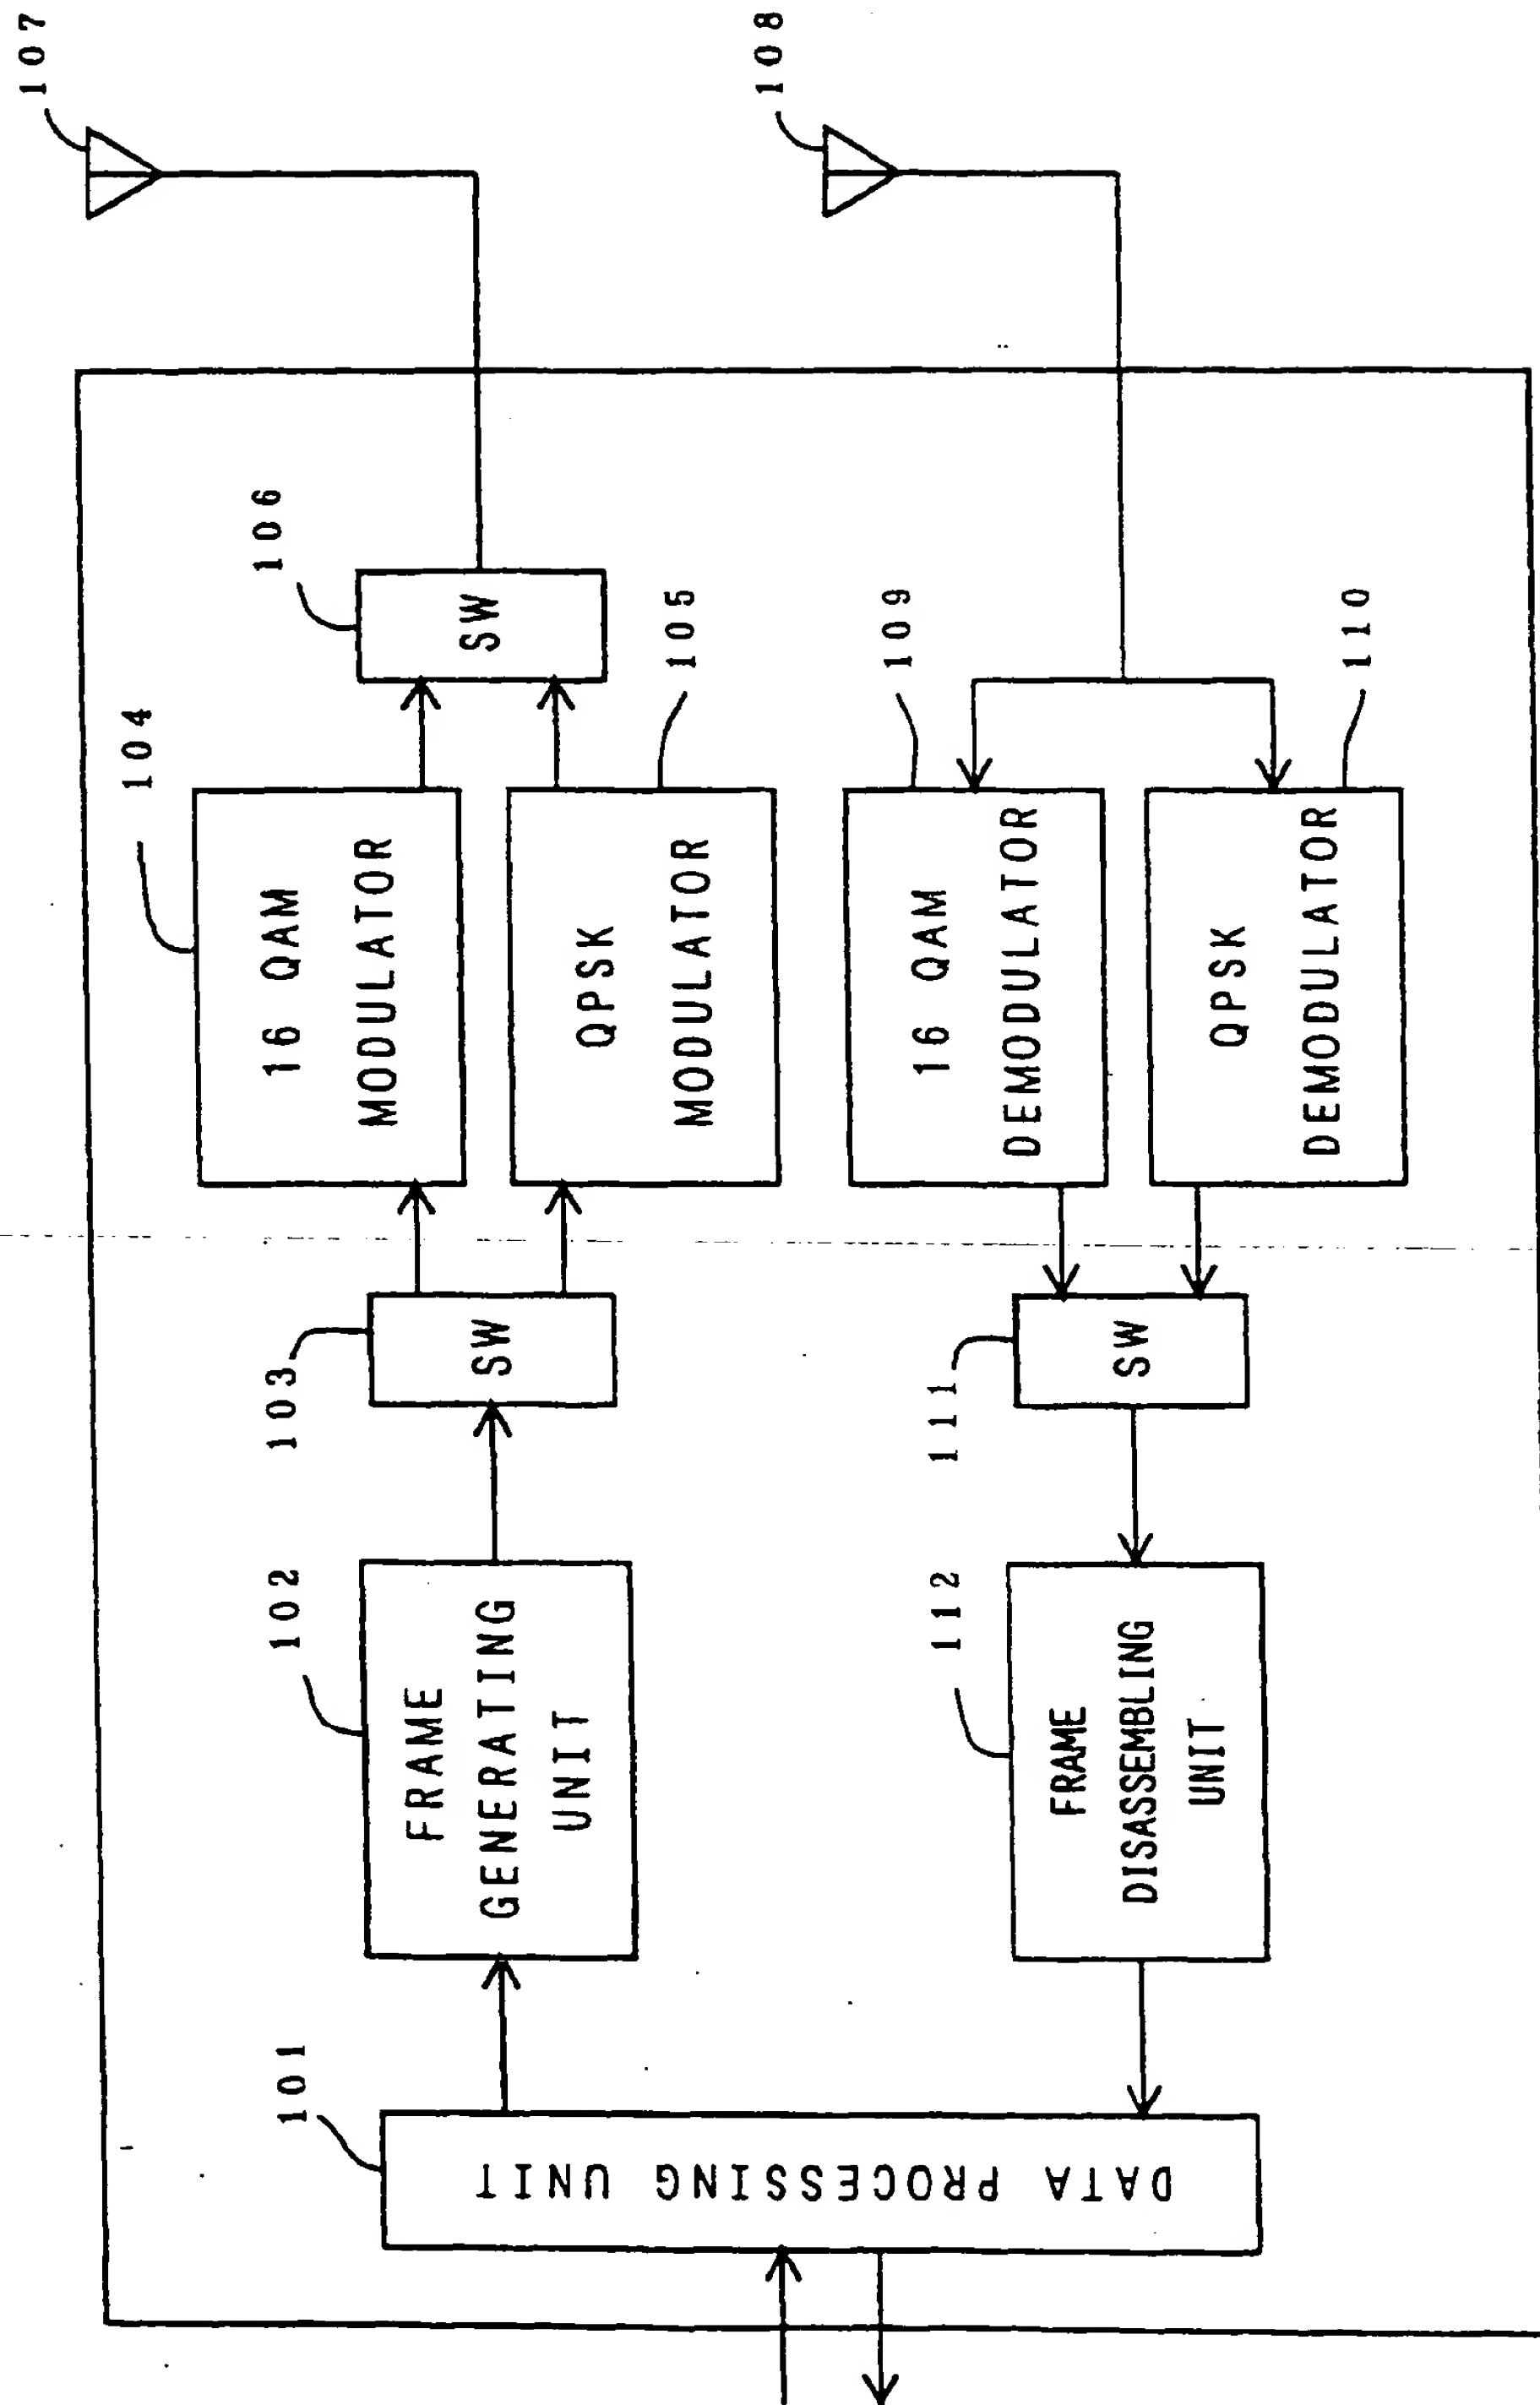 107
108
106
104
16 QAM
MODULATOR
SW
105
QPSK
MODULATOR
109
16 QAM
DEMODULATOR
110
QPSK
DEMODULATOR
103
SW
111
SW
102
FRAME
GENERATING
UNIT
112
FRAME
DISASSEMBLING
UNIT
101
DATA PROCESSING UNIT